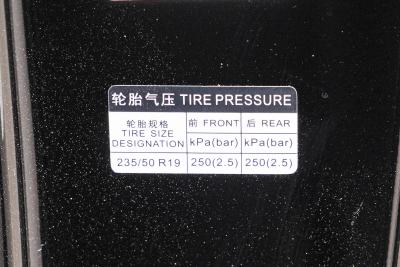 轮胎气压 TIRE PRESSURE
轮胎规格 前 FRONT 后 REAR
TIRE SIZE
DESIGNATION kPa(bar) kPa(bar)
235/50 R19 250(2.5) 250(2.5)